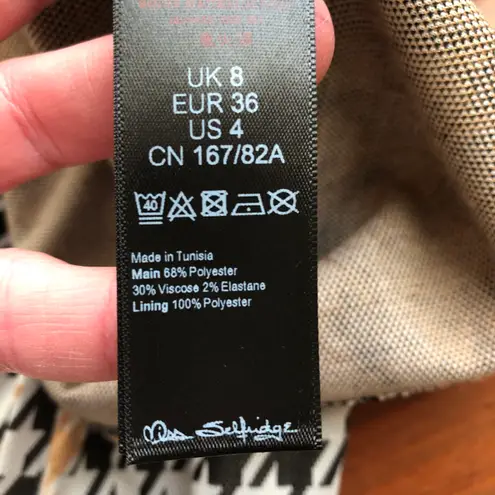 UK 8
EUR 36
US 4
CN 167/82A
40
Made in Tunisia
Main 68% Polyester
30% Viscose 2% Elastane
Lining 100% Polyester
Miss Selfridge